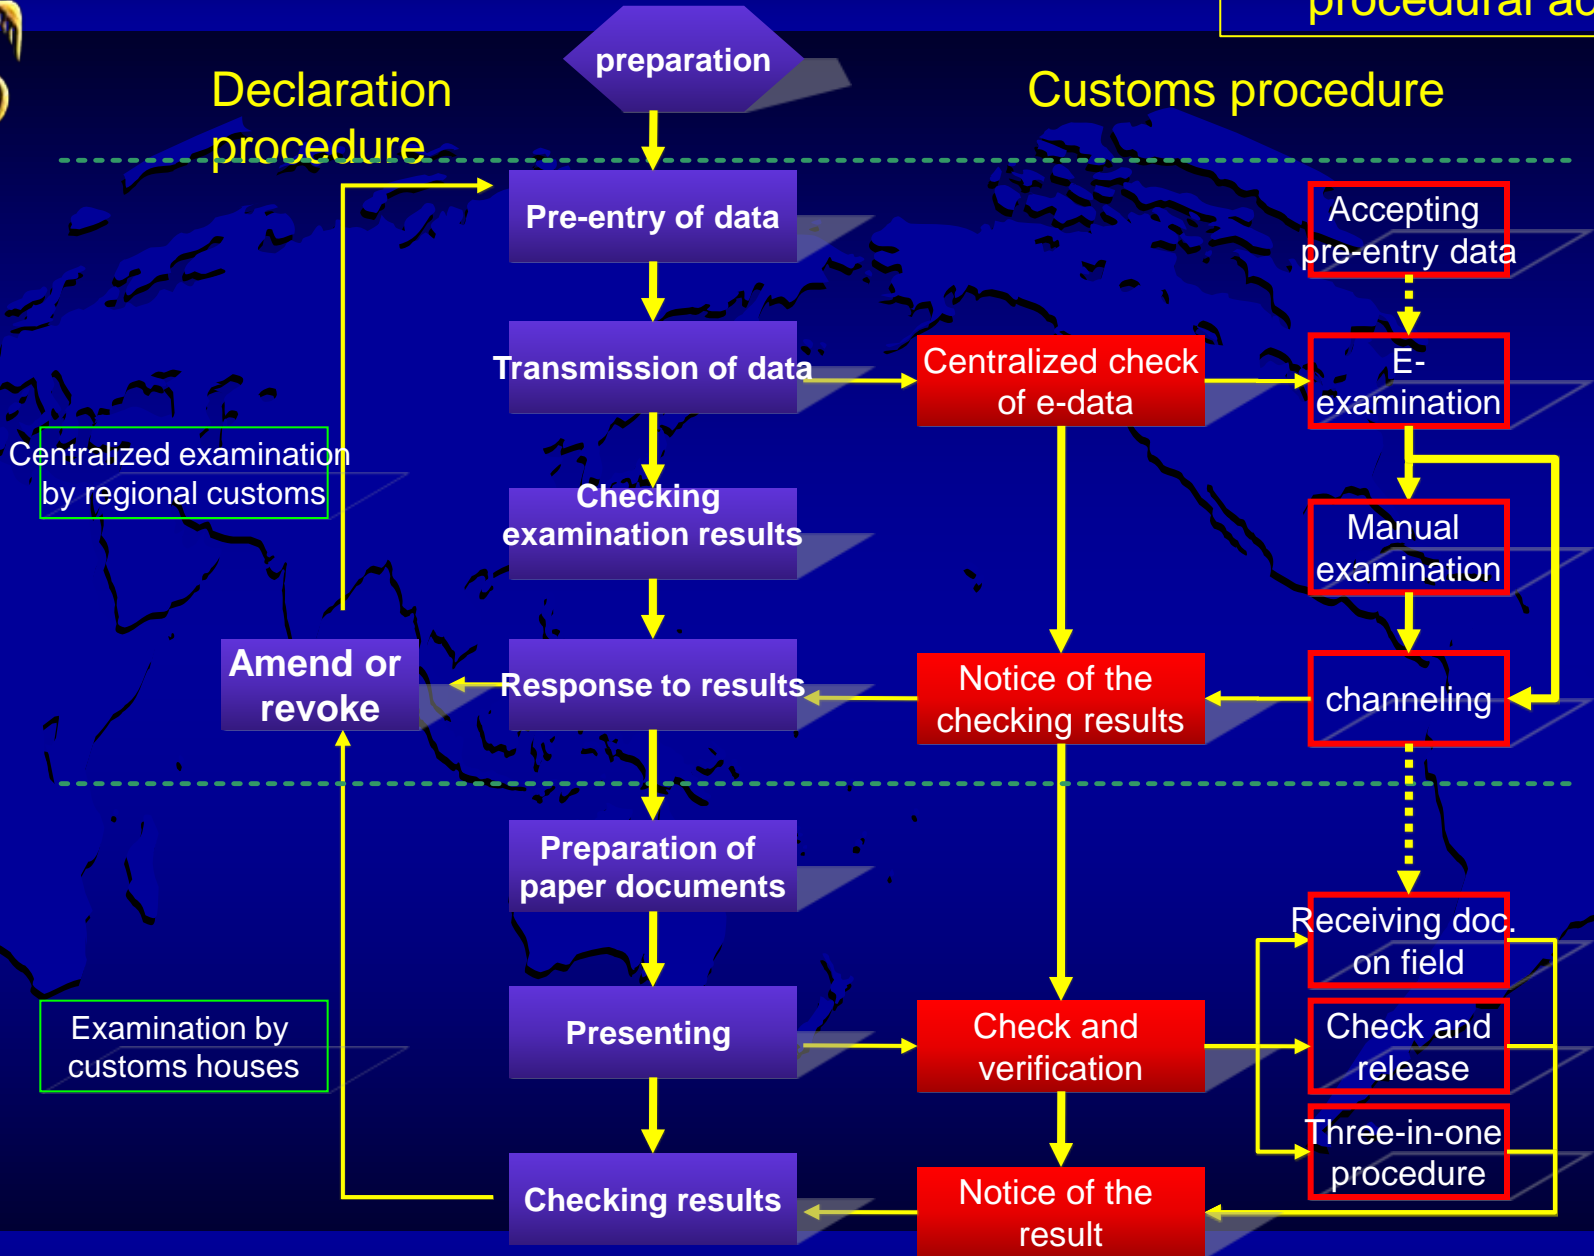 procedural
preparation
Declaration
procedure
Customs procedure
Pre-entry of data
Accepting
pre-entry data
Transmission of data
Centralized check
of e-data
E-
examination
Centralized examination
by regional customs
Checking
examination results
Manual
examination
Amend or
revoke
Response to results
Notice of the
checking results
channeling
Preparation of
paper documents
Receiving doc.
on field
Examination by
customs houses
Presenting
Check and
verification
Check and
release
Three-in-one
procedure
Checking results
Notice of the
result